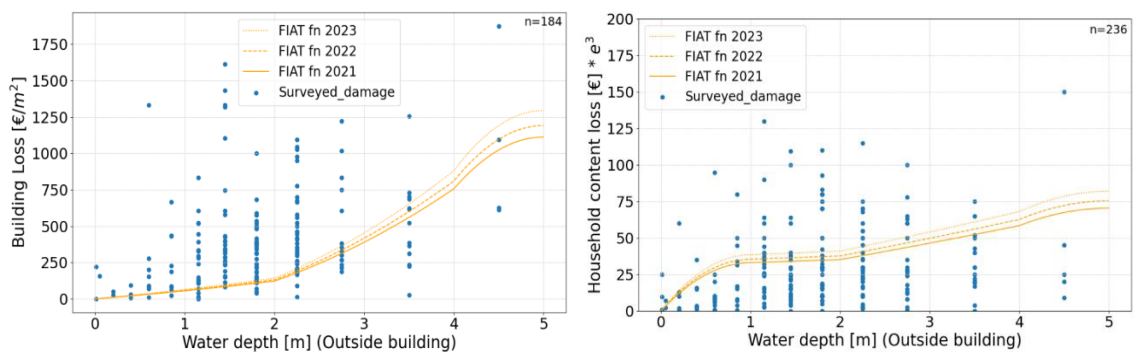 n=184
FIAT fn 2023
FIAT fn 2022
FIAT fn 2021
Surveyed_damage
Building Loss [€/m²]
1750
1500
1250
1000
750
500
250
0
0 1 2 3 4 5
Water depth [m] (Outside building)
n=236
FIAT fn 2023
FIAT fn 2022
FIAT fn 2021
Surveyed_damage
Household content loss [€] * e³
200
175
150
125
100
75
50
25
0
0 1 2 3 4 5
Water depth [m] (Outside building)